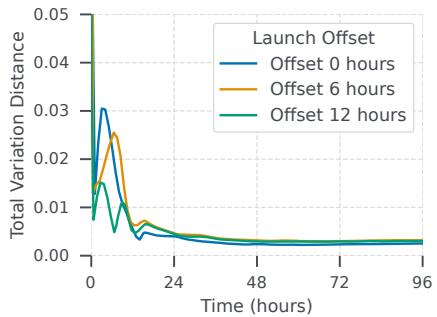 Total Variation Distance
0.05
0.04
0.03
0.02
0.01
0.00
Launch Offset
Offset 0 hours
Offset 6 hours
Offset 12 hours
0 24 48 72 96
Time (hours)